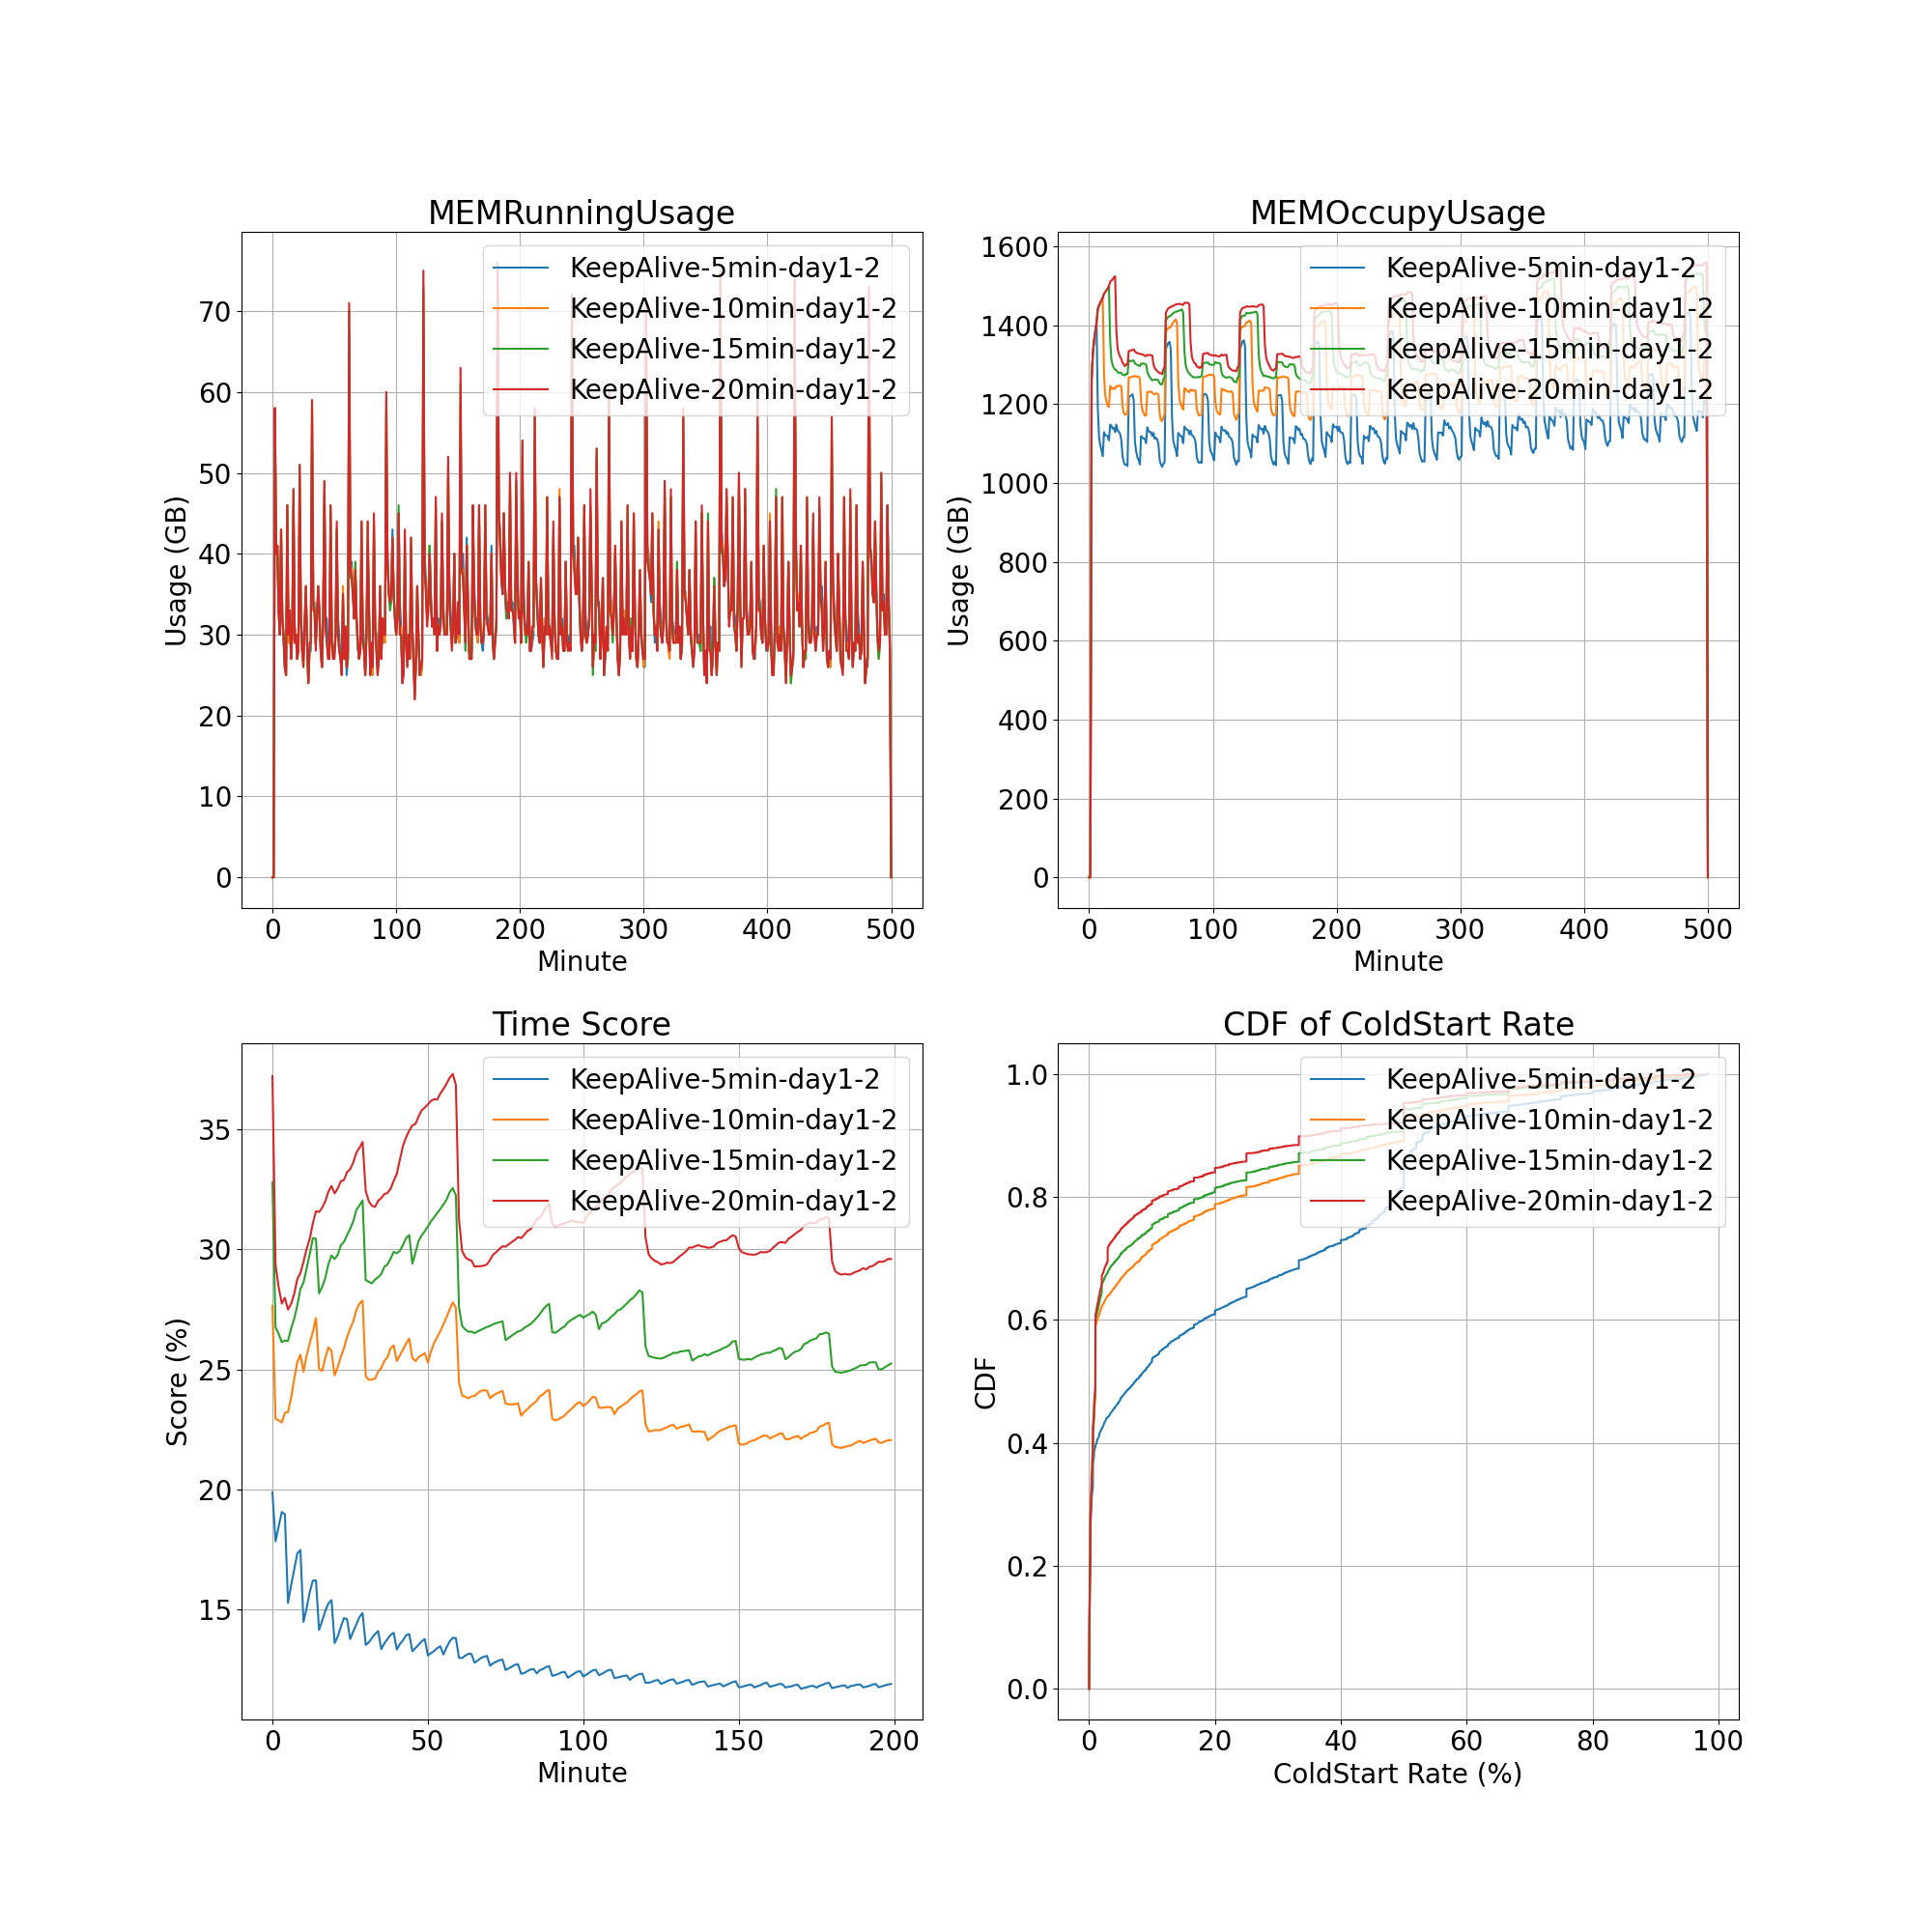 MEMRunningUsage
Usage (GB)
70
60
50
40
30
20
10
0
0 100 200 300 400 500
Minute
KeepAlive-5min-day1-2
KeepAlive-10min-day1-2
KeepAlive-15min-day1-2
KeepAlive-20min-day1-2
MEMOccupyUsage
Usage (GB)
1600
1400
1200
1000
800
600
400
200
0
0 100 200 300 400 500
Minute
KeepAlive-5min-day1-2
KeepAlive-10min-day1-2
KeepAlive-15min-day1-2
KeepAlive-20min-day1-2
Time Score
Score (%)
35
30
25
20
15
0 50 100 150 200
Minute
KeepAlive-5min-day1-2
KeepAlive-10min-day1-2
KeepAlive-15min-day1-2
KeepAlive-20min-day1-2
CDF of ColdStart Rate
CDF
1.0
0.8
0.6
0.4
0.2
0.0
0 20 40 60 80 100
ColdStart Rate (%)
KeepAlive-5min-day1-2
KeepAlive-10min-day1-2
KeepAlive-15min-day1-2
KeepAlive-20min-day1-2